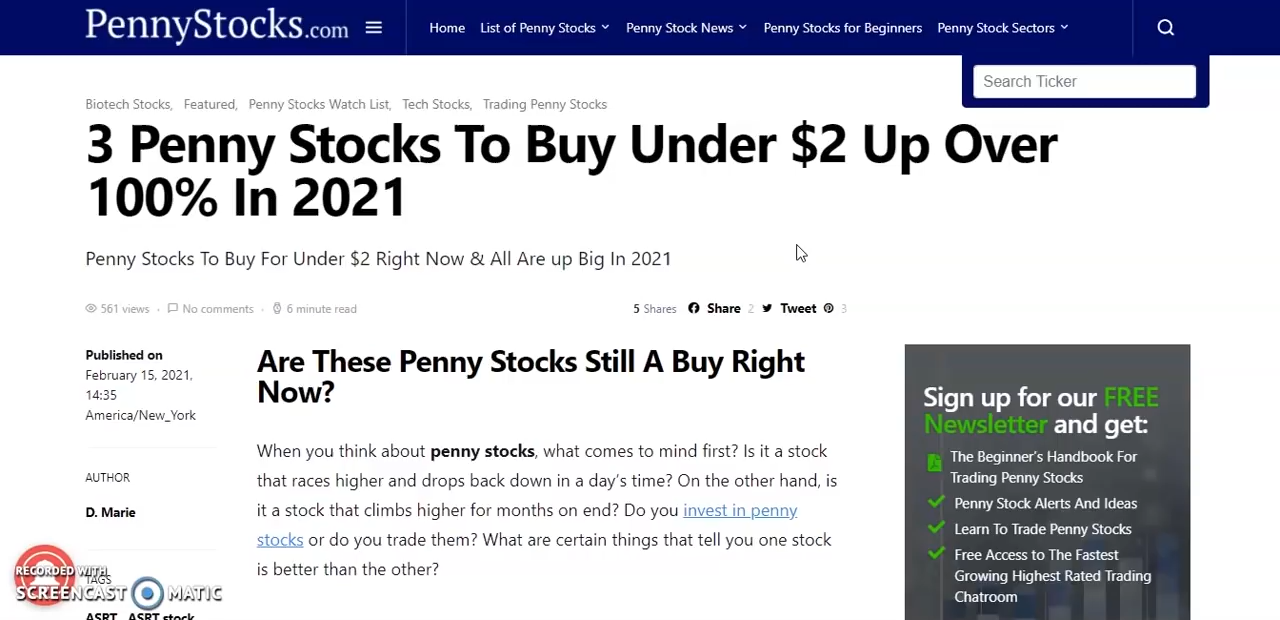 PennyStocks.com
Home List of Penny Stocks Penny Stock News Penny Stocks for Beginners Penny Stock Sectors
Search Ticker
Biotech Stocks, Featured, Penny Stocks Watch List, Tech Stocks, Trading Penny Stocks
3 Penny Stocks To Buy Under $2 Up Over
100% In 2021
Penny Stocks To Buy For Under $2 Right Now & All Are up Big In 2021
561 views · No comments · 6 minute read
5 Shares Share 2 Tweet 3
Published on
February 15, 2021,
14:35
America/New_York
AUTHOR
D. Marie
TAGS
ASRT, ASRT stock
Are These Penny Stocks Still A Buy Right
Now?
When you think about penny stocks, what comes to mind first? Is it a stock
that races higher and drops back down in a day's time? On the other hand, is
it a stock that climbs higher for months on end? Do you invest in penny
stocks or do you trade them? What are certain things that tell you one stock
is better than the other?
Sign up for our FREE
Newsletter and get:
The Beginner's Handbook For
Trading Penny Stocks
Penny Stock Alerts And Ideas
Learn To Trade Penny Stocks
Free Access to The Fastest
Growing Highest Rated Trading
Chatroom
RECORDED WITH
SCREENCAST MATIC